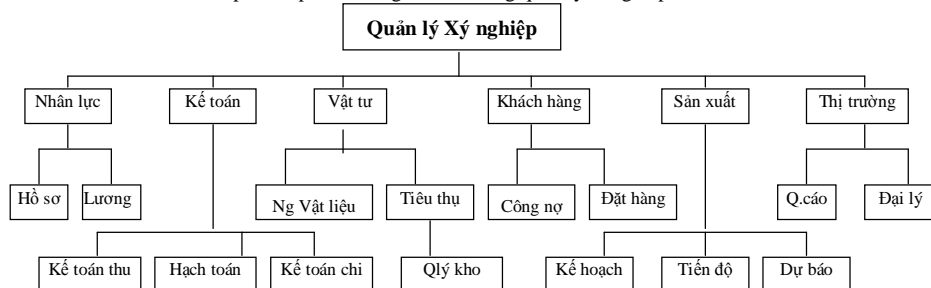 Quản lý Xý nghiệp
Nhân lực
Kế toán
Vật tư
Khách hàng
Sản xuất
Thị trường
Hồ sơ
Lương
Ng Vật liệu
Tiêu thụ
Công nợ
Đặt hàng
Q.cáo
Đại lý
Kế toán thu
Hạch toán
Kế toán chi
Qlý kho
Kế hoạch
Tiến độ
Dự báo